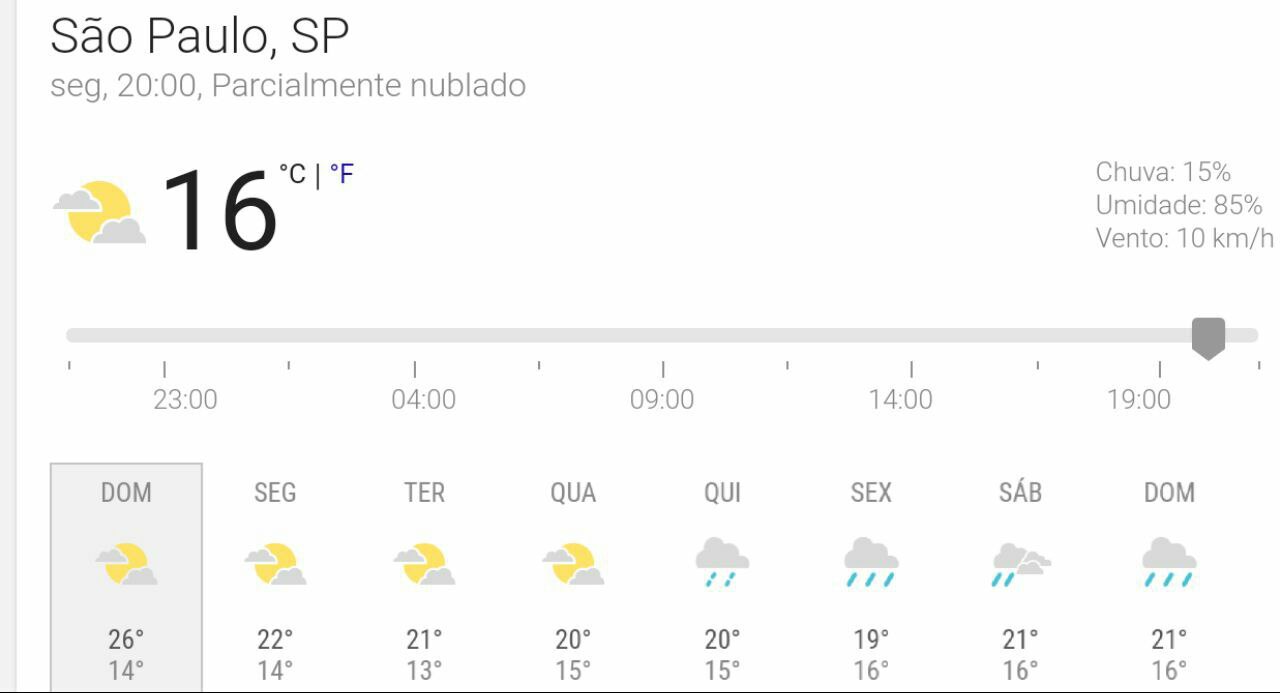 São Paulo, SP
seg, 20:00, Parcialmente nublado
16 °C | °F
Chuva: 15%
Umidade: 85%
Vento: 10 km/h
23:00 04:00 09:00 14:00 19:00
DOM SEG TER QUA QUI SEX SÁB DOM
26° 22° 21° 20° 20° 19° 21° 21°
14° 14° 13° 15° 15° 16° 16° 16°